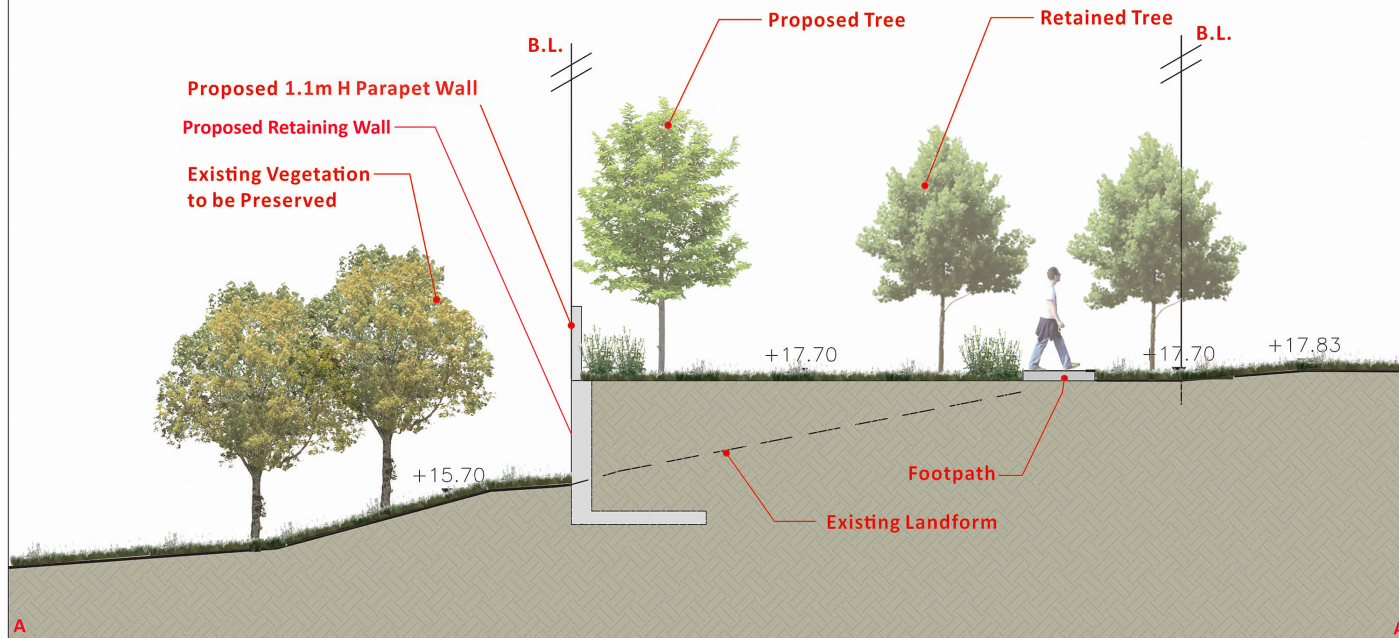 Proposed Tree
Retained Tree
B.L.
B.L.
Proposed 1.1m H Parapet Wall
Proposed Retaining Wall
Existing Vegetation
to be Preserved
+17.70
+17.70
+17.83
+15.70
Footpath
Existing Landform
A